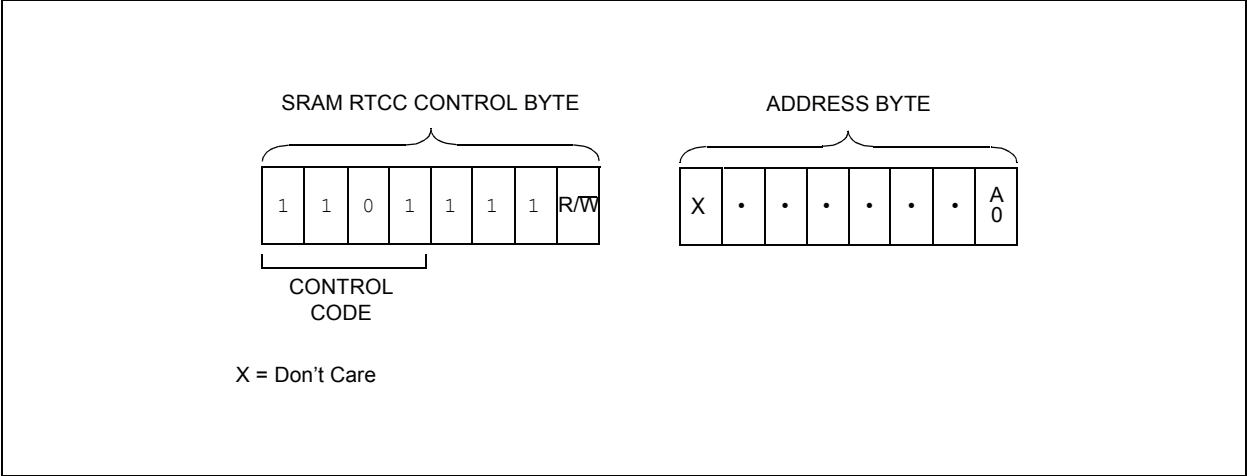 SRAM RTCC CONTROL BYTE
ADDRESS BYTE
1 1 0 1 1 1 1 R/W̅
X • • • • • • A0
CONTROL
CODE
X = Don't Care